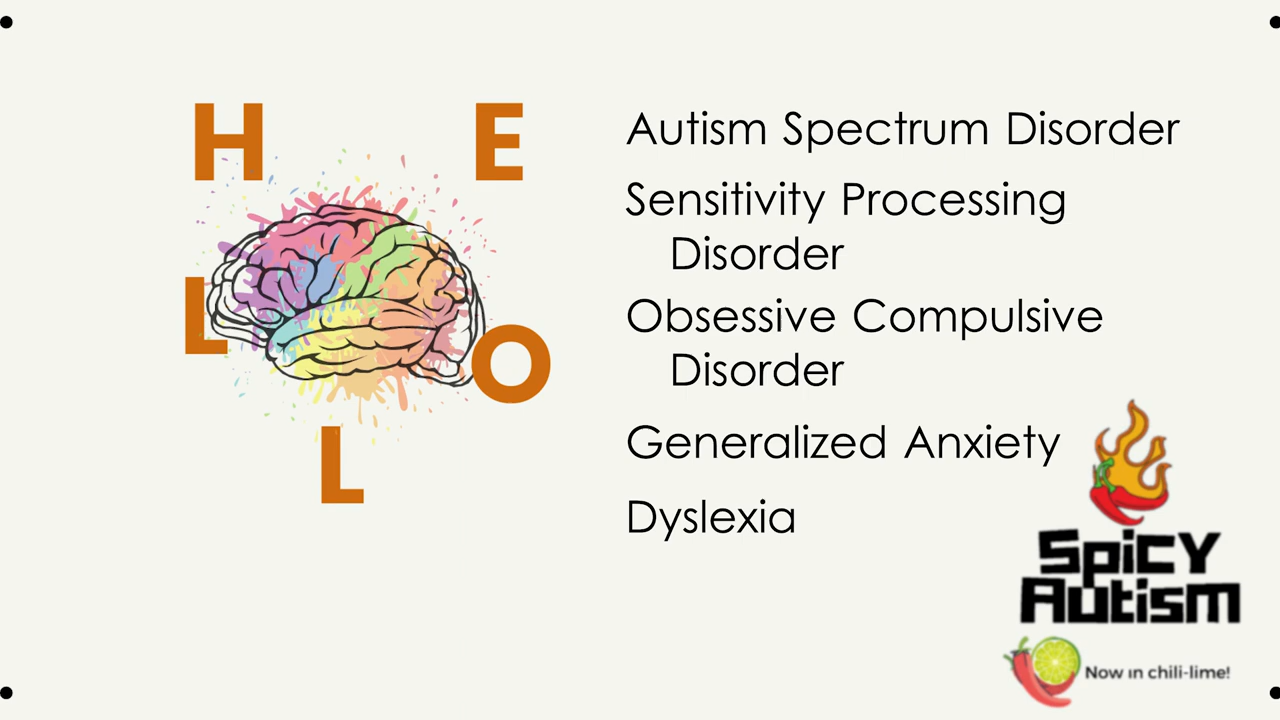 H E
L
O
L
Autism Spectrum Disorder
Sensitivity Processing
Disorder
Obsessive Compulsive
Disorder
Generalized Anxiety
Dyslexia
SpiCY
Autism
Now in chili-lime!